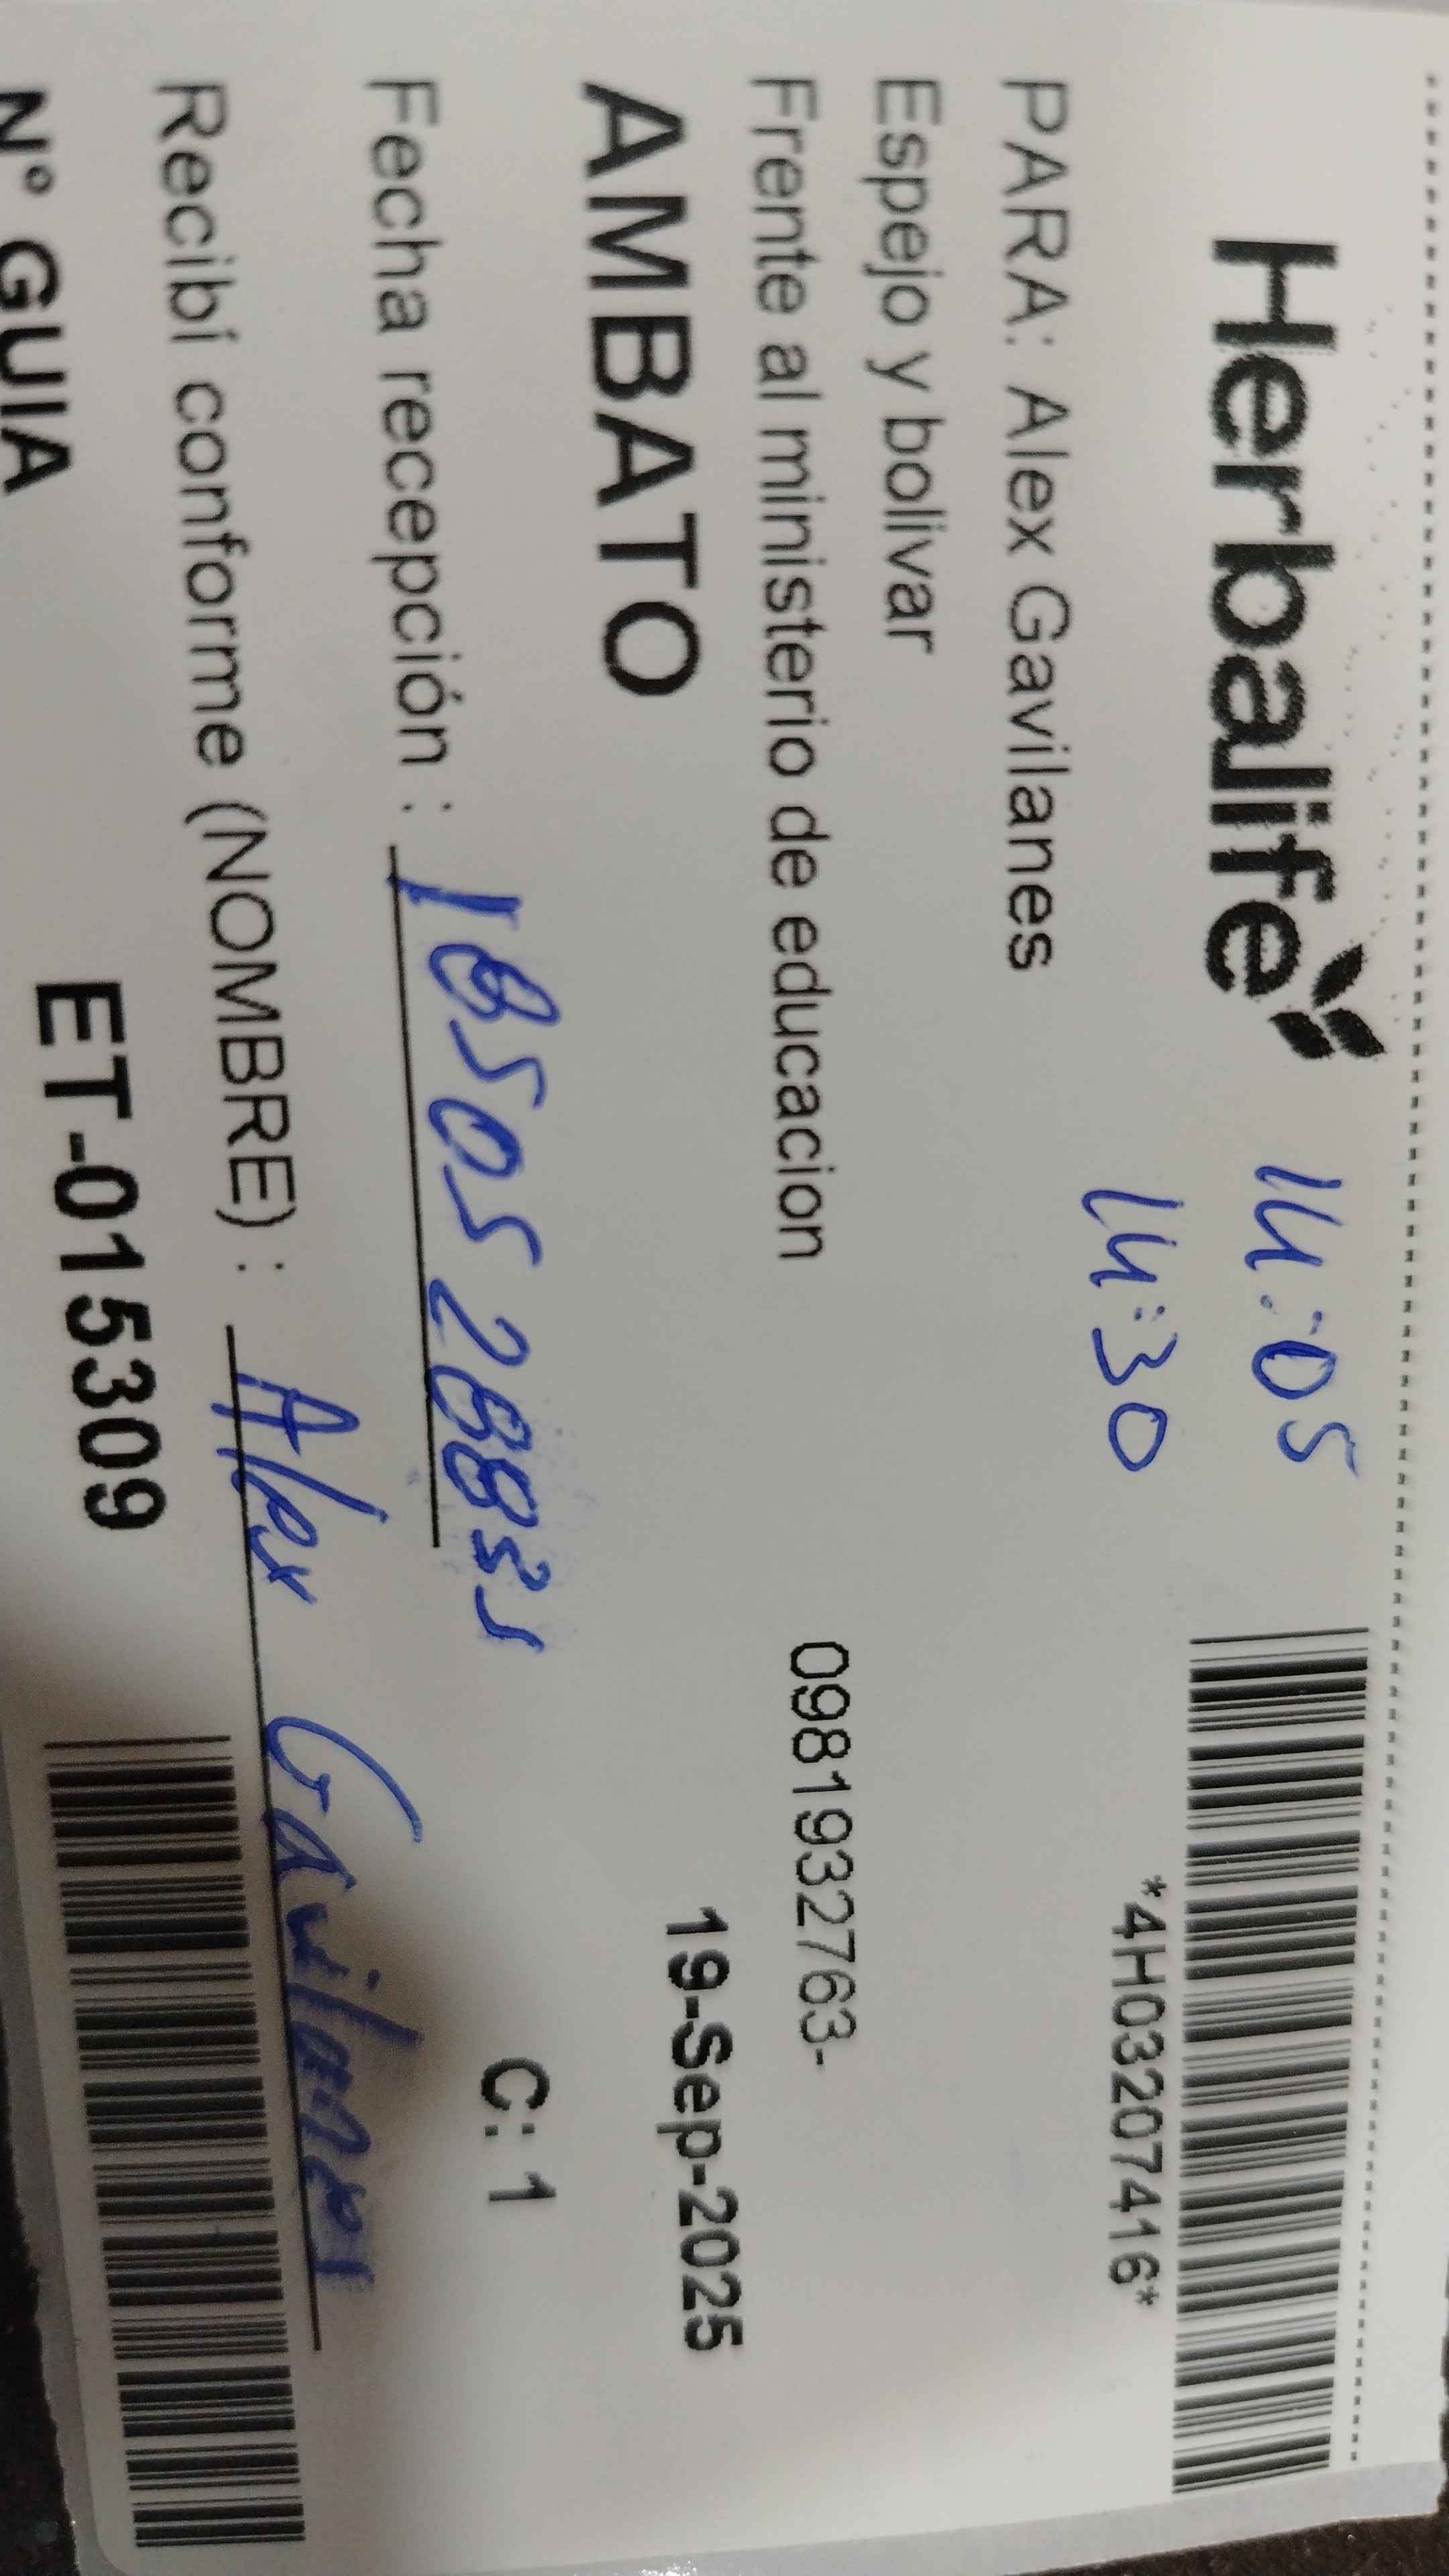 Herbalife
14:05
14:30
*4H03207416*
PARA: Alex Gavilanes
Espejo y bolivar
Frente al ministerio de educacion
0981932763-
AMBATO
19-Sep-2025
Fecha recepción :
C: 1
Recibí conforme (NOMBRE) : Alex Gavilanes
N° GUIA
ET-015309